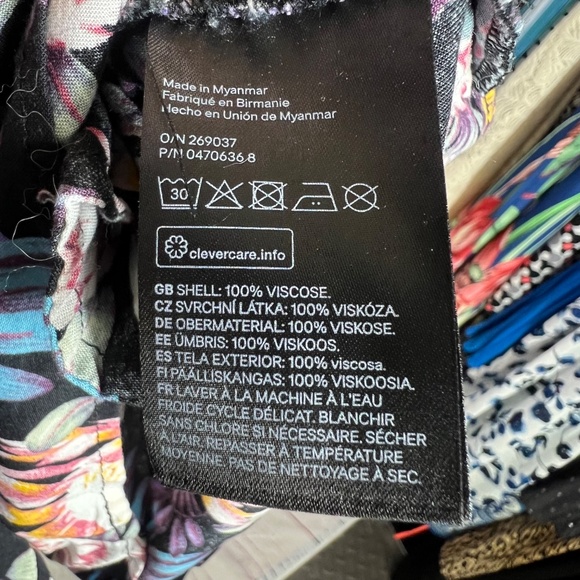 Made in Myanmar
Fabriqué en Birmanie
Hecho en Unión de Myanmar
O/N 269037
P/N 0470636.8
30
clevercare.info
GB SHELL: 100% VISCOSE.
CZ SVRCHNÍ LÁTKA: 100% VISKÓZA.
DE OBERMATERIAL: 100% VISKOSE.
EE ÜMBRIS: 100% VISKOOS.
ES TELA EXTERIOR: 100% viscosa.
FI PÄÄLLISKANGAS: 100% VISKOOSIA.
FR LAVER À LA MACHINE À L'EAU
FROIDE CYCLE DÉLICAT. BLANCHIR
SANS CHLORE SI NÉCESSAIRE. SÉCHER
À L'AIR. REPASSER À TEMPÉRATURE
MOYENNE. PAS DE NETTOYAGE À SEC.